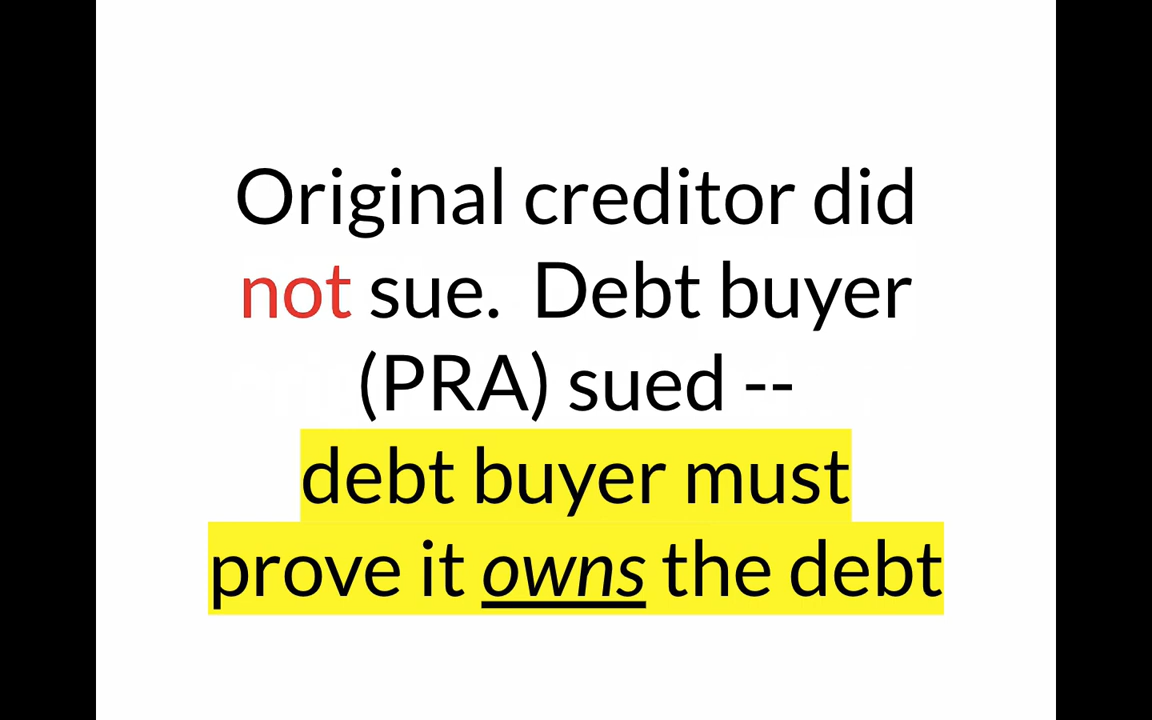 Original creditor did
not sue.  Debt buyer
(PRA) sued --
debt buyer must
prove it owns the debt